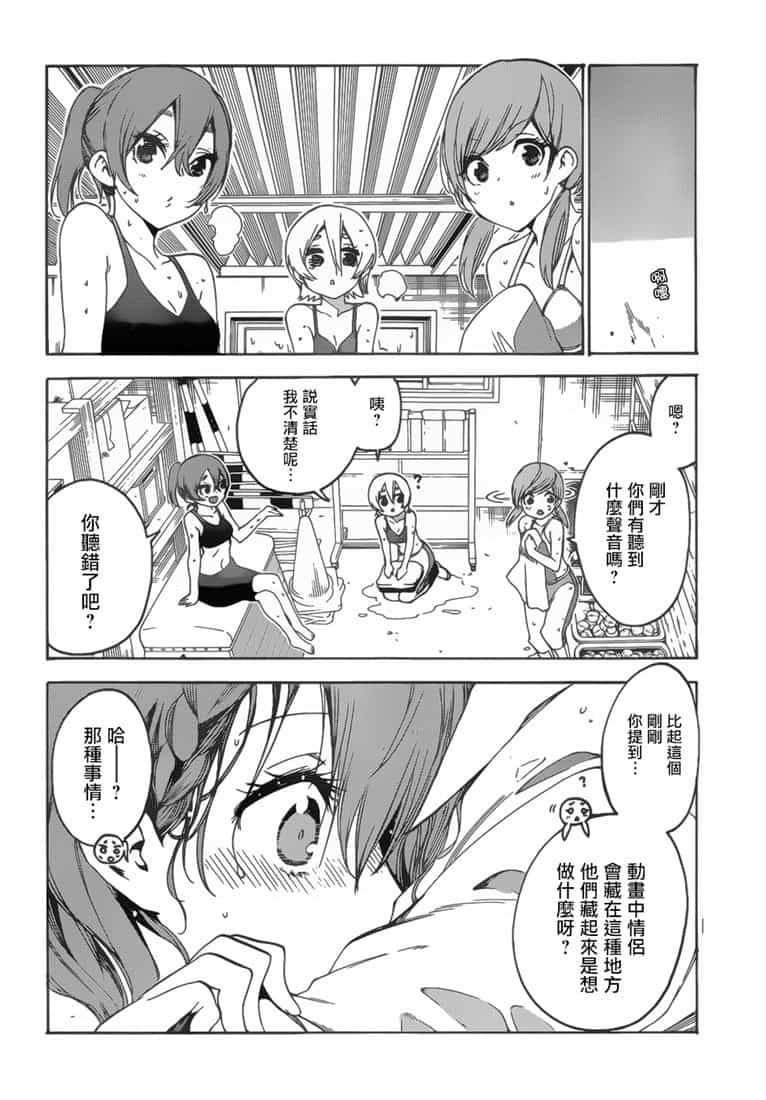 啊
嗯
嗯？
剛才
你們有聽到
什麼聲音嗎？
咦？
說實話
我不清楚呢…
你聽錯了吧？
比起這個
剛剛
你提到…
？
動畫中情侶
會藏在這種地方
他們藏起來是想
做什麼呀？
哈——？
那種事情…